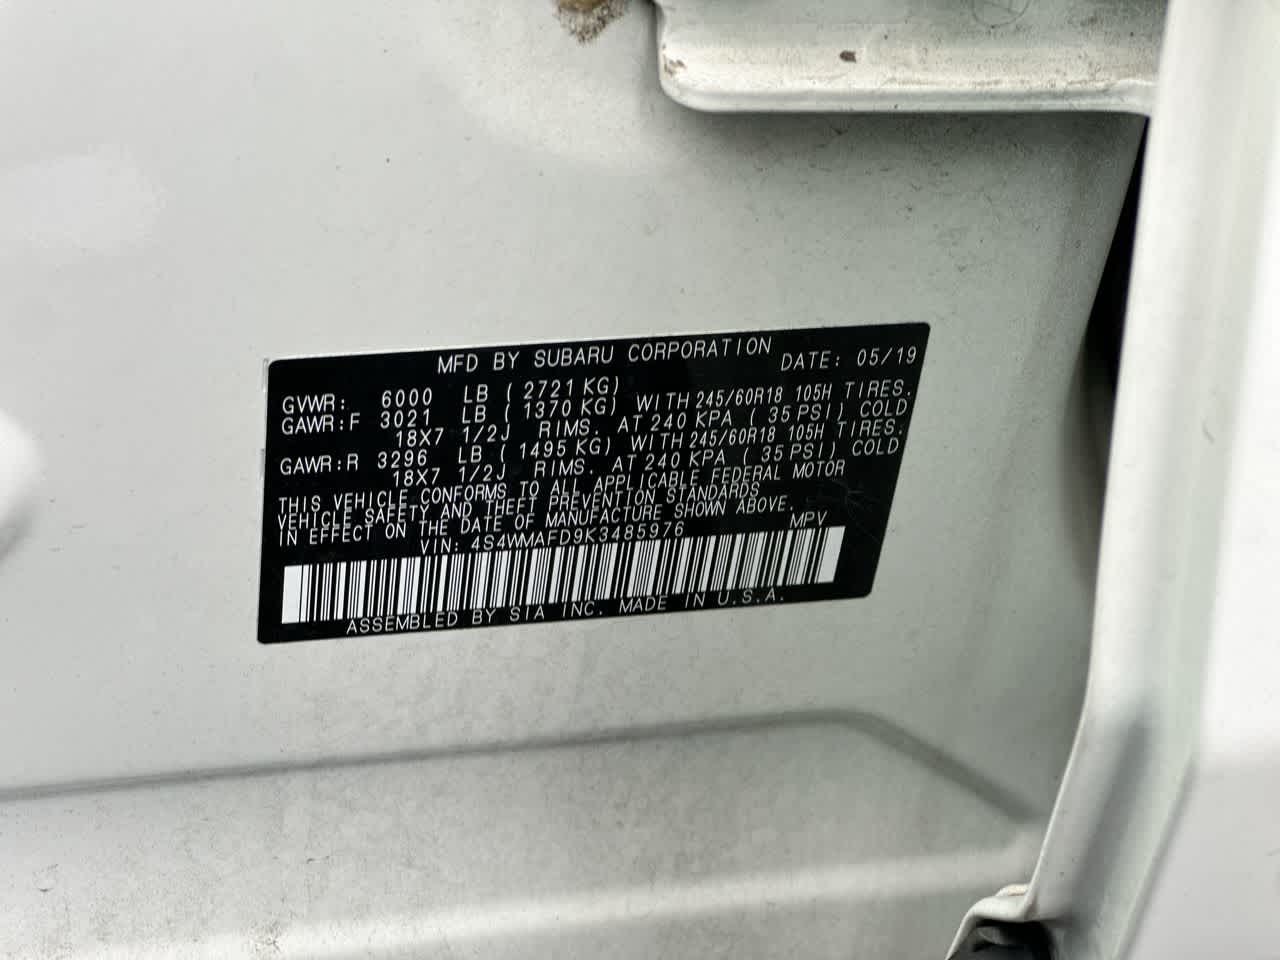 MFD BY SUBARU CORPORATION DATE: 05/19
GVWR: 6000 LB ( 2721 KG)
GAWR:F 3021 LB ( 1370 KG) WITH 245/60R18 105H TIRES.
18X7 1/2J RIMS. AT 240 KPA ( 35 PSI) COLD
GAWR:R 3296 LB ( 1495 KG) WITH 245/60R18 105H TIRES.
18X7 1/2J RIMS. AT 240 KPA ( 35 PSI) COLD
THIS VEHICLE CONFORMS TO ALL APPLICABLE FEDERAL MOTOR
VEHICLE SAFETY AND THEFT PREVENTION STANDARDS
IN EFFECT ON THE DATE OF MANUFACTURE SHOWN ABOVE.
VIN: 4S4WMAFD9K3485976 MPV
ASSEMBLED BY SIA INC. MADE IN U.S.A.